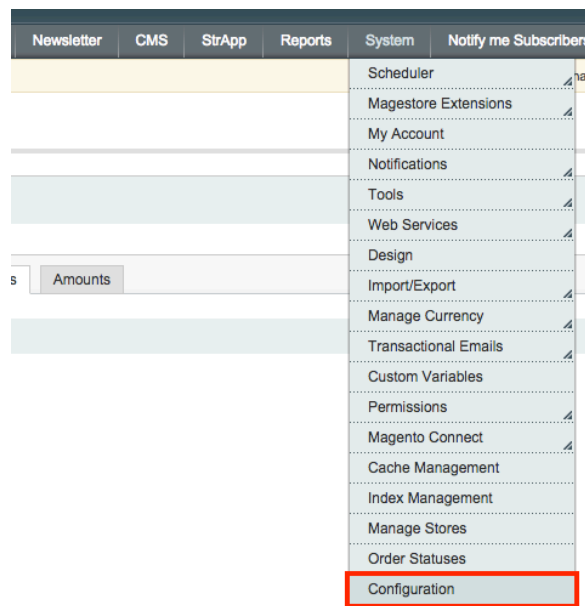 Newsletter CMS StrApp Reports System Notify me Subscribers
Scheduler
Magestore Extensions
My Account
Notifications
Tools
Web Services
Design
s Amounts
Import/Export
Manage Currency
Transactional Emails
Custom Variables
Permissions
Magento Connect
Cache Management
Index Management
Manage Stores
Order Statuses
Configuration